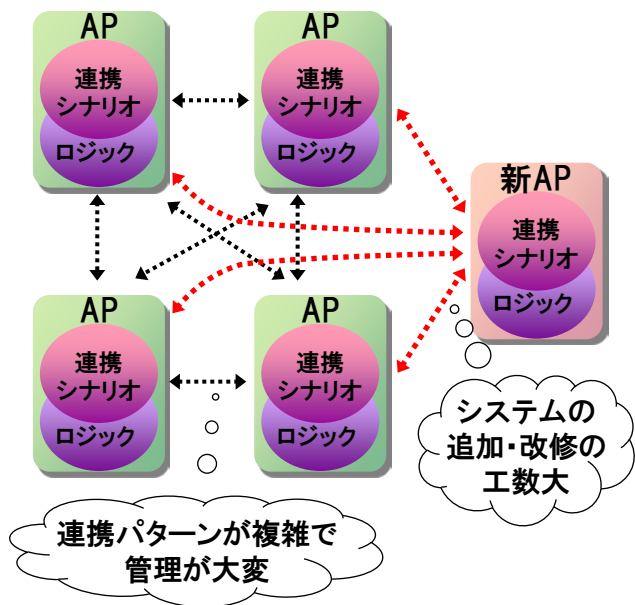 AP
連携
シナリオ
ロジック
AP
連携
シナリオ
ロジック
新AP
連携
シナリオ
ロジック
AP
連携
シナリオ
ロジック
AP
連携
シナリオ
ロジック
システムの
追加・改修の
工数大
連携パターンが複雑で
管理が大変